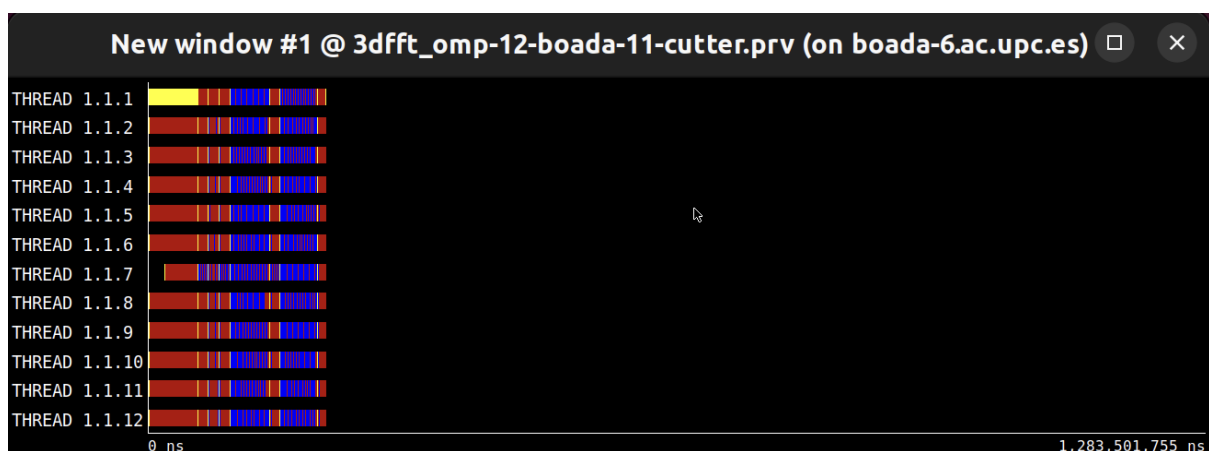 New window #1 @ 3dfft_omp-12-boada-11-cutter.prv (on boada-6.ac.upc.es)
THREAD 1.1.1
THREAD 1.1.2
THREAD 1.1.3
THREAD 1.1.4
THREAD 1.1.5
THREAD 1.1.6
THREAD 1.1.7
THREAD 1.1.8
THREAD 1.1.9
THREAD 1.1.10
THREAD 1.1.11
THREAD 1.1.12
0 ns 1.283.501.755 ns